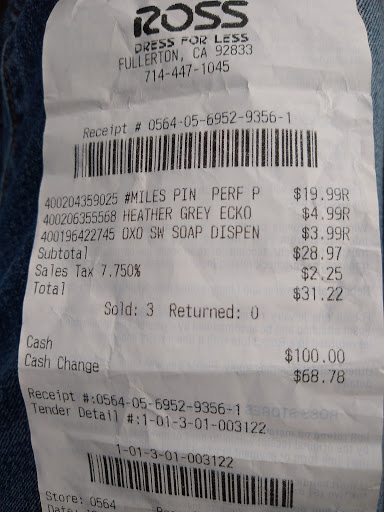 ROSS
DRESS FOR LESS
FULLERTON, CA 92833
714-447-1045
Receipt # 0564-05-6952-9356-1
400204359025 #MILES PIN PERF P $19.99R
400206355568 HEATHER GREY ECKO $4.99R
400196422745 OXO SW SOAP DISPEN $3.99R
Subtotal $28.97
Sales Tax 7.750% $2.25
Total $31.22
Sold: 3 Returned: 0
Cash $100.00
Cash Change $68.78
Receipt #:0564-05-6952-9356-1
Tender Detail #:1-01-3-01-003122
1-01-3-01-003122
Store: 0564